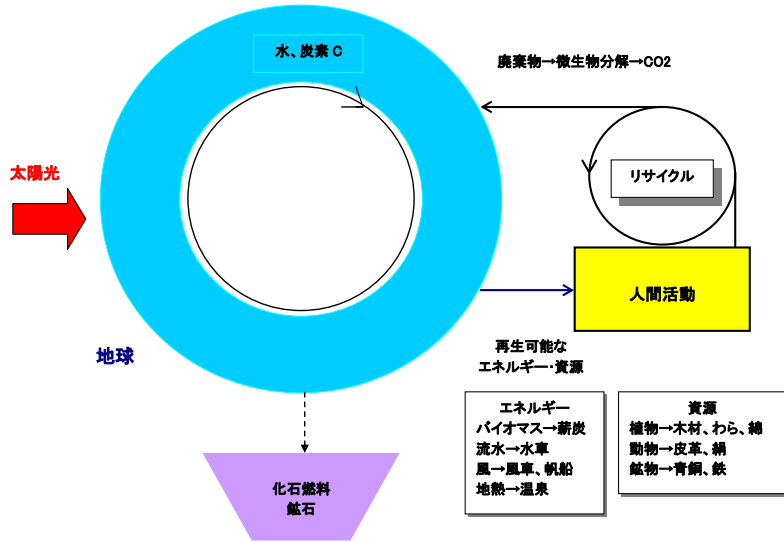 水、炭素 C
廃棄物→微生物分解→CO2
太陽光
リサイクル
人間活動
地球
再生可能な
エネルギー・資源
エネルギー
バイオマス→薪炭
流水→水車
風→風車、帆船
地熱→温泉
資源
植物→木材、わら、綿
動物→皮革、絹
鉱物→青銅、鉄
化石燃料
鉱石